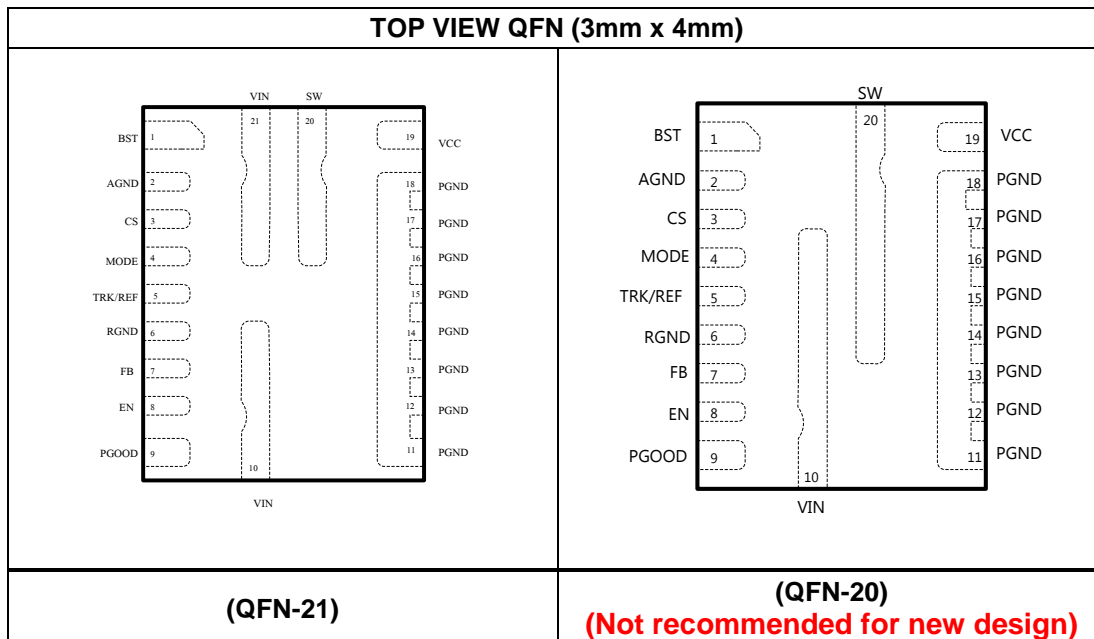 TOP VIEW QFN (3mm x 4mm)
VIN SW
21 20
BST 1
19 VCC
AGND 2
18 PGND
CS 3
17 PGND
MODE 4
16 PGND
TRK/REF 5
15 PGND
RGND 6
14 PGND
FB 7
13 PGND
EN 8
12 PGND
PGOOD 9
11 PGND
10
VIN
SW
20
BST 1
19 VCC
AGND 2
18 PGND
CS 3
17 PGND
MODE 4
16 PGND
TRK/REF 5
15 PGND
RGND 6
14 PGND
FB 7
13 PGND
EN 8
12 PGND
PGOOD 9
11 PGND
10
VIN
(QFN-21)
(QFN-20)
(Not recommended for new design)